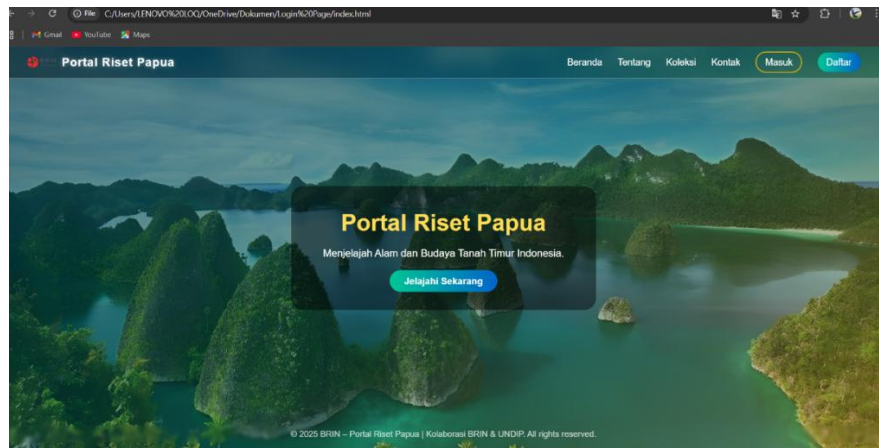 File C:/Users/LENOVO%20LOQ/OneDrive/Dokumen/Login%20Page/index.html
Gmail YouTube Maps
Portal Riset Papua Beranda Tentang Koleksi Kontak Masuk Daftar
Portal Riset Papua
Menjelajah Alam dan Budaya Tanah Timur Indonesia.
Jelajahi Sekarang
© 2025 BRIN – Portal Riset Papua | Kolaborasi BRIN & UNDIP. All rights reserved.